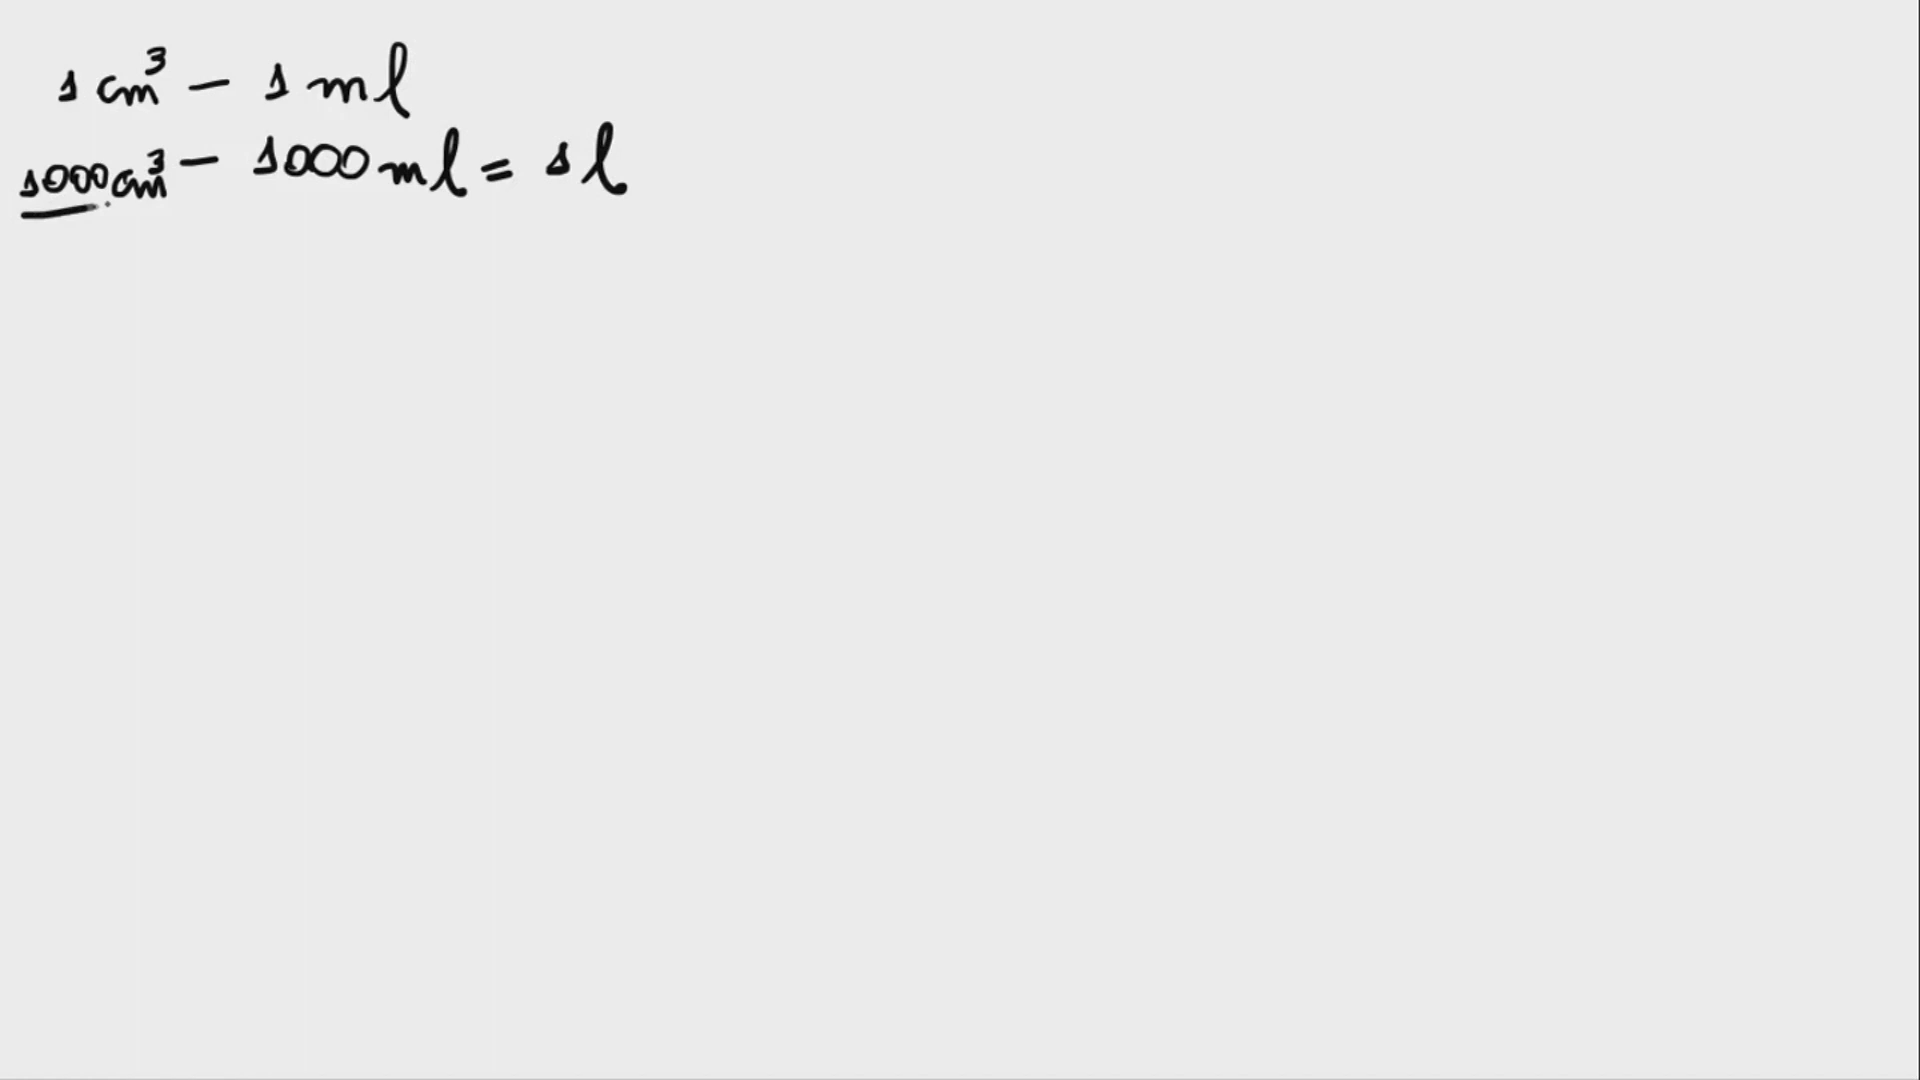 1 cm³ - 1 ml
1000 cm³ - 1000 ml = 1 l